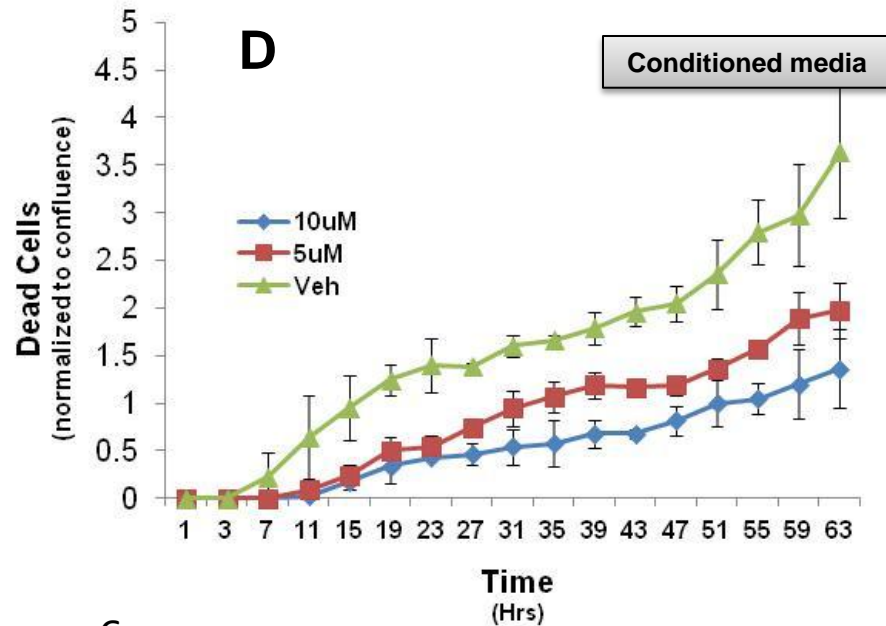 D
Conditioned media
5
4.5
4
3.5
3
2.5
2
1.5
1
0.5
0
Dead Cells
(normalized to confluence)
10uM
5uM
Veh
1 3 7 11 15 19 23 27 31 35 39 43 47 51 55 59 63
Time
(Hrs)